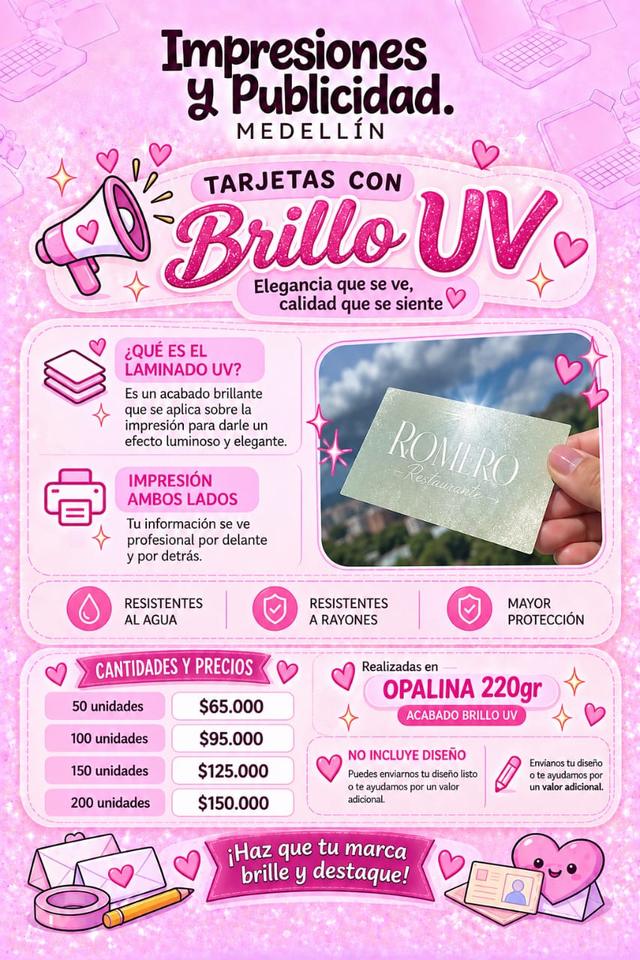 Impresiones
y Publicidad.
MEDELLÍN
TARJETAS CON
Brillo UV
Elegancia que se ve,
calidad que se siente
¿QUÉ ES EL
LAMINADO UV?
Es un acabado brillante
que se aplica sobre la
impresión para darle un
efecto luminoso y elegante.
ROMERO
Restaurante
IMPRESIÓN
AMBOS LADOS
Tu información se ve
profesional por delante
y por detrás.
RESISTENTES
AL AGUA
RESISTENTES
A RAYONES
MAYOR
PROTECCIÓN
CANTIDADES Y PRECIOS
50 unidades $65.000
100 unidades $95.000
150 unidades $125.000
200 unidades $150.000
Realizadas en
OPALINA 220gr
ACABADO BRILLO UV
NO INCLUYE DISEÑO
Puedes enviarnos tu diseño listo
o te ayudamos por un valor
adicional.
Envíanos tu diseño
o te ayudamos por
un valor adicional.
¡Haz que tu marca
brille y destaque!